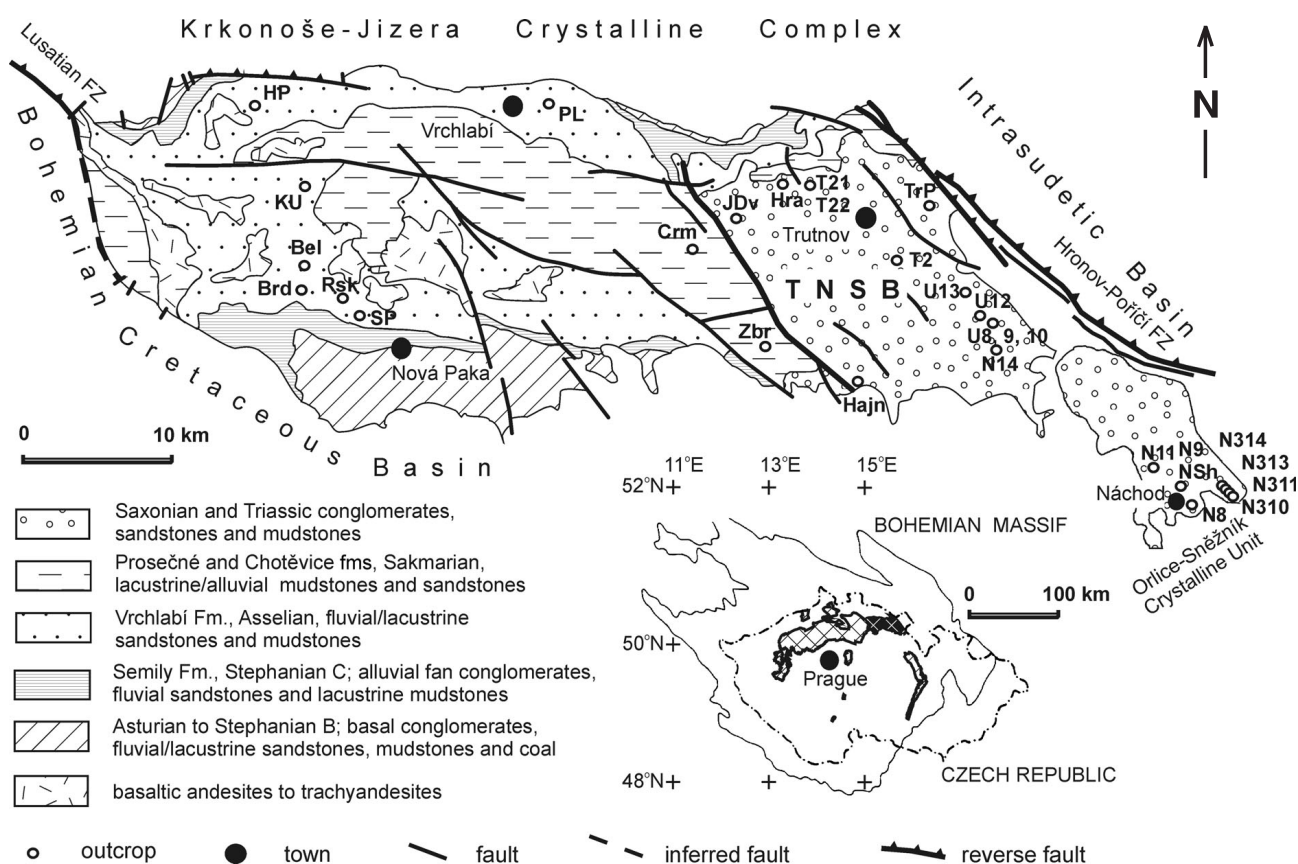 Krkonoše-Jizera Crystalline Complex
Lusatian FZ
N
HP
PL
Vrchlabí
Intrasudetic Basin
Bohemian Cretaceous Basin
KU
JDv
Hra
T21
T22
TrP
Crm
Trutnov
Hronov-Poříčí FZ
Bel
T2
Brd
Rsk
TNSB
U13
U12
SP
Zbr
U8, 9, 10
N14
Nová Paka
Hajn
0 10 km
N11
N9
N314
NSh
N313
N311
Náchod
N8
N310
Orlice-Sněžník
Crystalline Unit
11°E 13°E 15°E
52°N
BOHEMIAN MASSIF
0 100 km
50°N
Prague
48°N
CZECH REPUBLIC
Saxonian and Triassic conglomerates,
sandstones and mudstones
Prosečné and Chotěvice fms, Sakmarian,
lacustrine/alluvial mudstones and sandstones
Vrchlabí Fm., Asselian, fluvial/lacustrine
sandstones and mudstones
Semily Fm., Stephanian C; alluvial fan conglomerates,
fluvial sandstones and lacustrine mudstones
Asturian to Stephanian B; basal conglomerates,
fluvial/lacustrine sandstones, mudstones and coal
basaltic andesites to trachyandesites
outcrop town fault inferred fault reverse fault